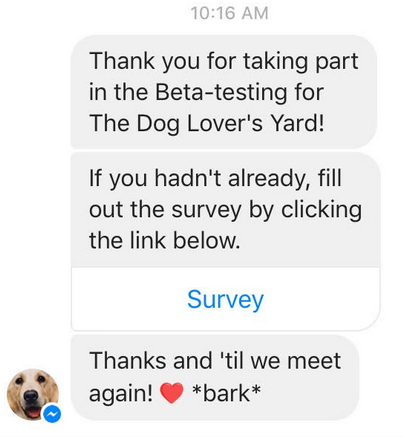 10:16 AM
Thank you for taking part
in the Beta-testing for
The Dog Lover's Yard!
If you hadn't already, fill
out the survey by clicking
the link below.
Survey
Thanks and 'til we meet
again! ❤️ *bark*